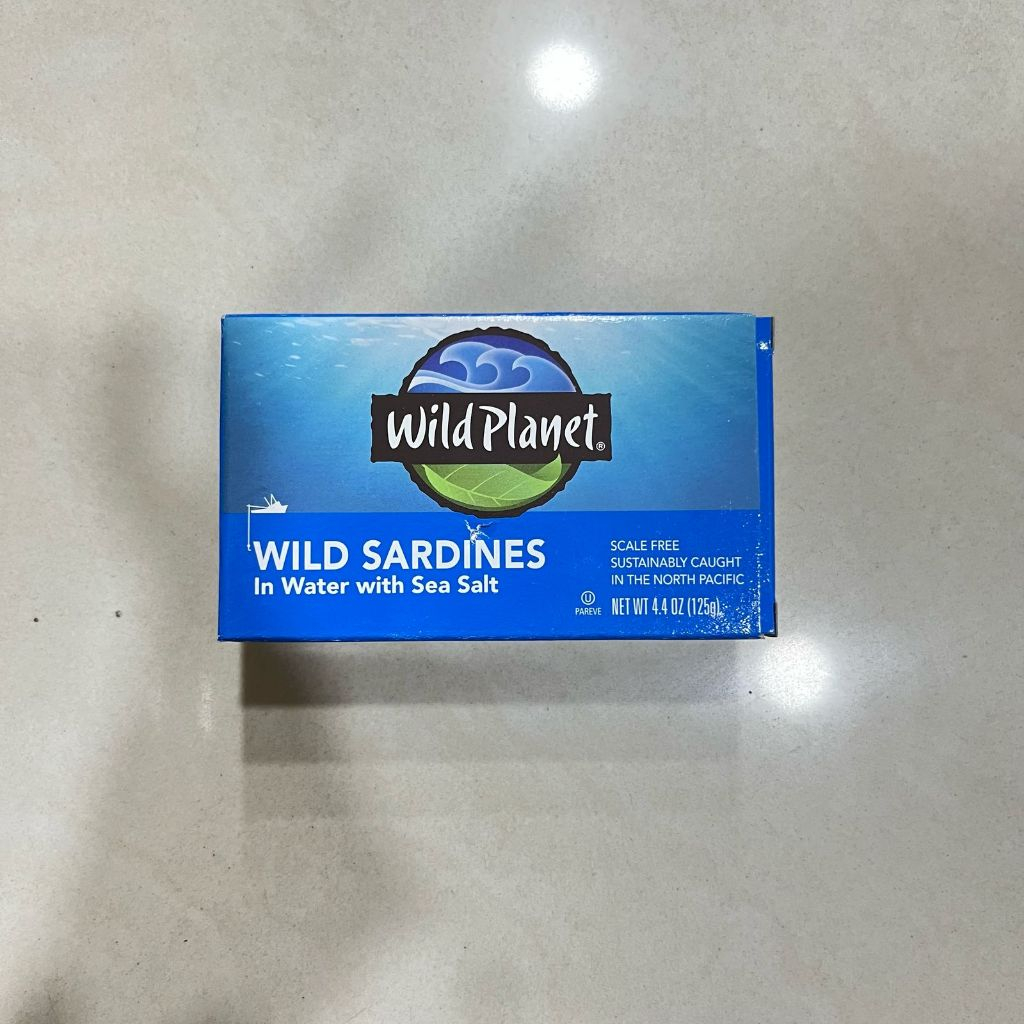 Wild Planet®
WILD SARDINES
In Water with Sea Salt
SCALE FREE
SUSTAINABLY CAUGHT
IN THE NORTH PACIFIC
U
PAREVE
NET WT 4.4 OZ (125g)